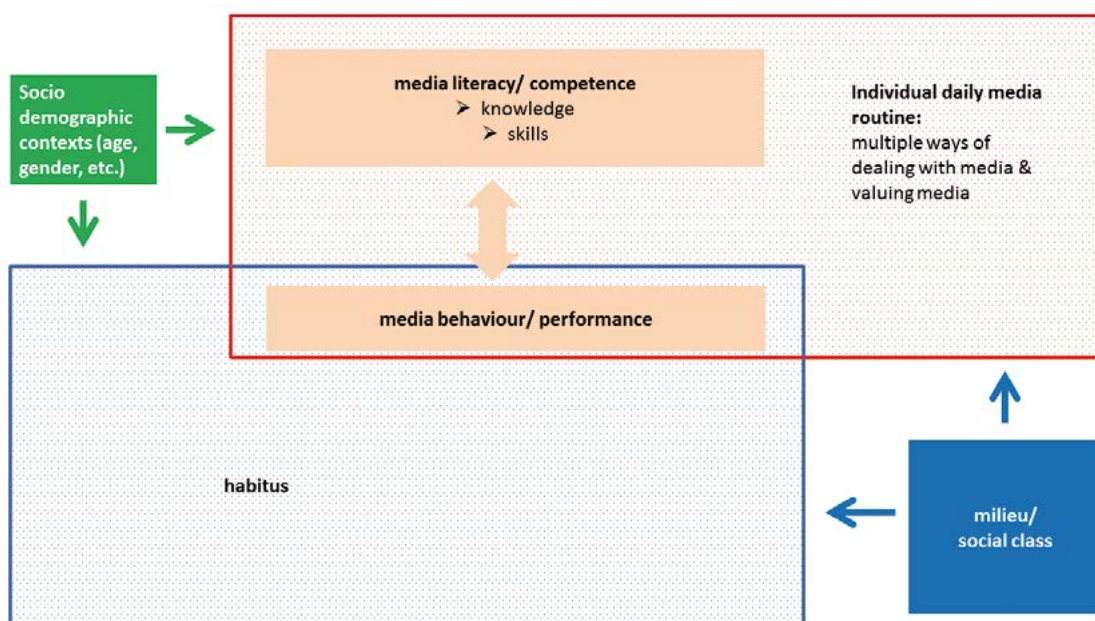 Socio
demographic
contexts (age,
gender, etc.)
media literacy/ competence
➢ knowledge
➢ skills
Individual daily media
routine:
multiple ways of
dealing with media &
valuing media
media behaviour/ performance
habitus
milieu/
social class